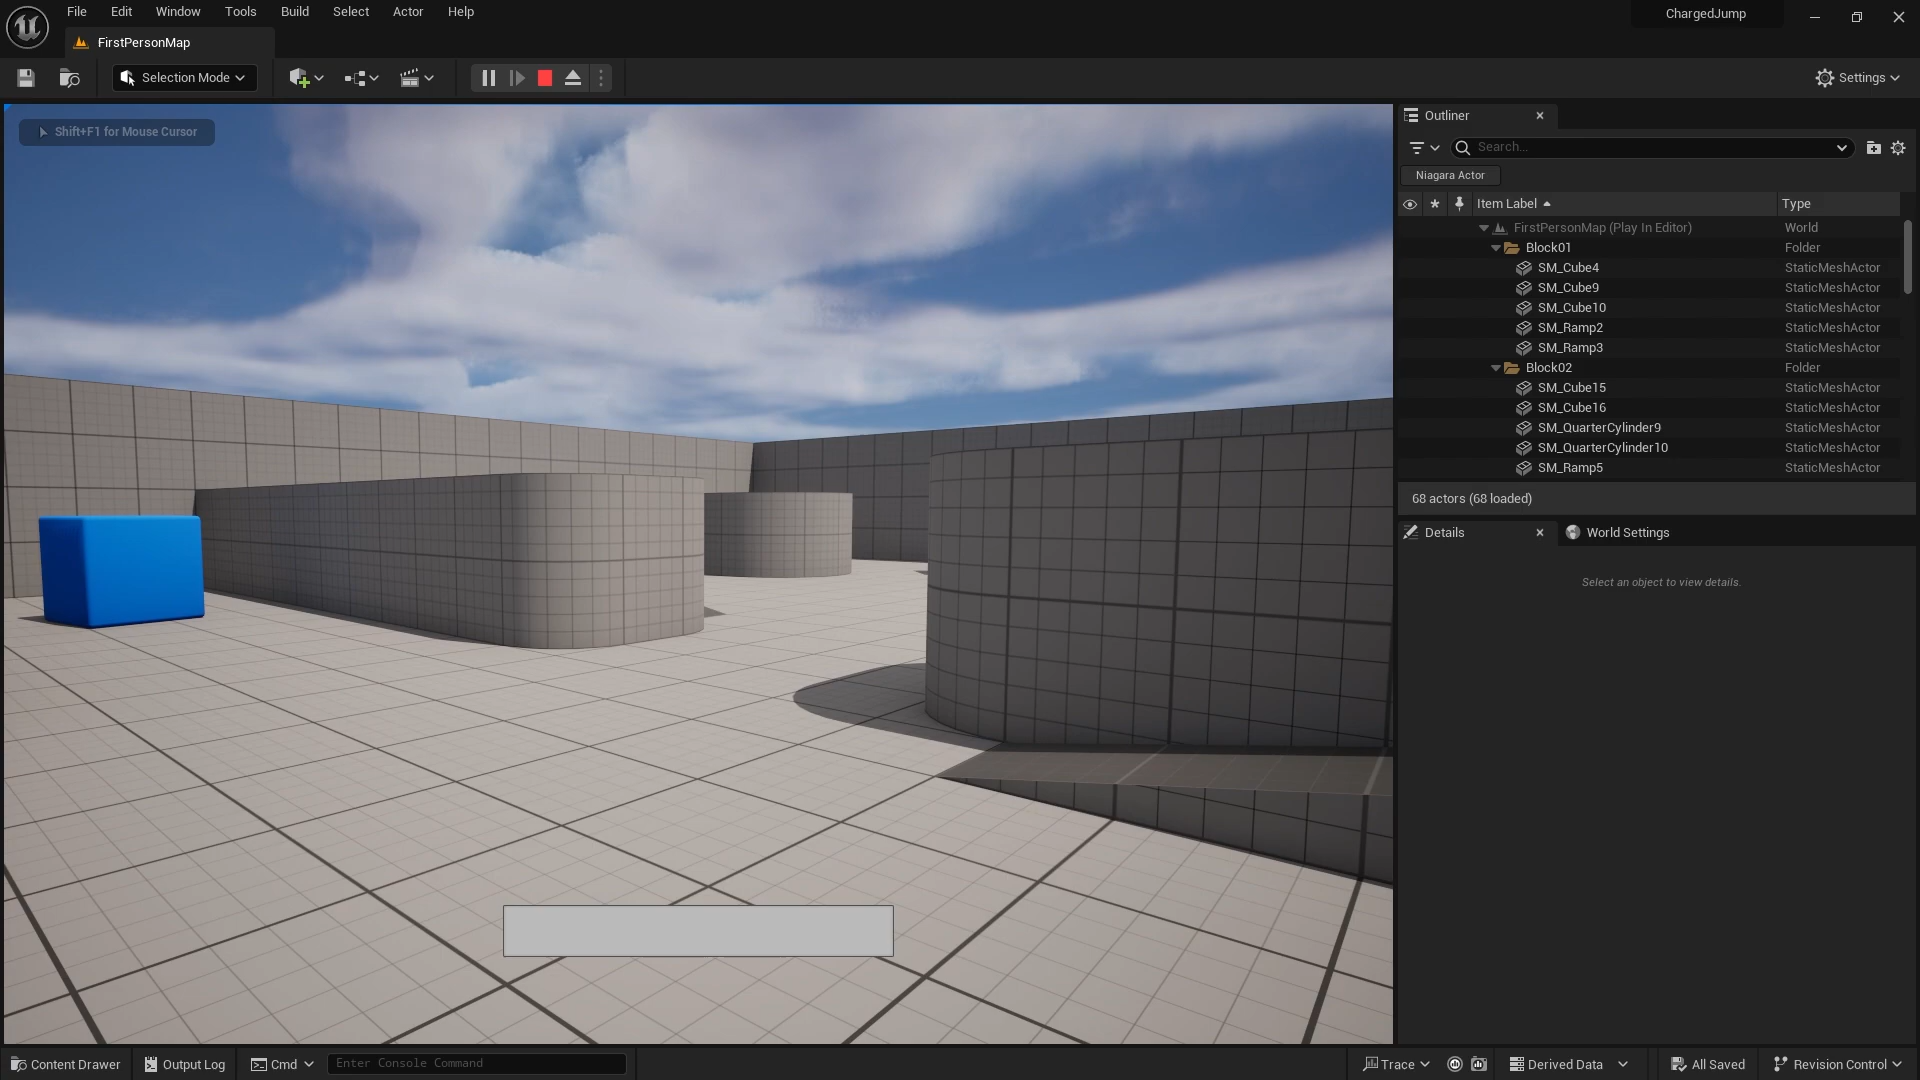 File Edit Window Tools Build Select Actor Help
ChargedJump
FirstPersonMap
Selection Mode
Settings
Shift+F1 for Mouse Cursor
Outliner
Search...
Niagara Actor
Item Label Type
FirstPersonMap (Play In Editor) World
Block01 Folder
SM_Cube4 StaticMeshActor
SM_Cube9 StaticMeshActor
SM_Cube10 StaticMeshActor
SM_Ramp2 StaticMeshActor
SM_Ramp3 StaticMeshActor
Block02 Folder
SM_Cube15 StaticMeshActor
SM_Cube16 StaticMeshActor
SM_QuarterCylinder9 StaticMeshActor
SM_QuarterCylinder10 StaticMeshActor
SM_Ramp5 StaticMeshActor
68 actors (68 loaded)
Details World Settings
Select an object to view details.
Content Drawer Output Log Cmd Enter Console Command Trace Derived Data All Saved Revision Control